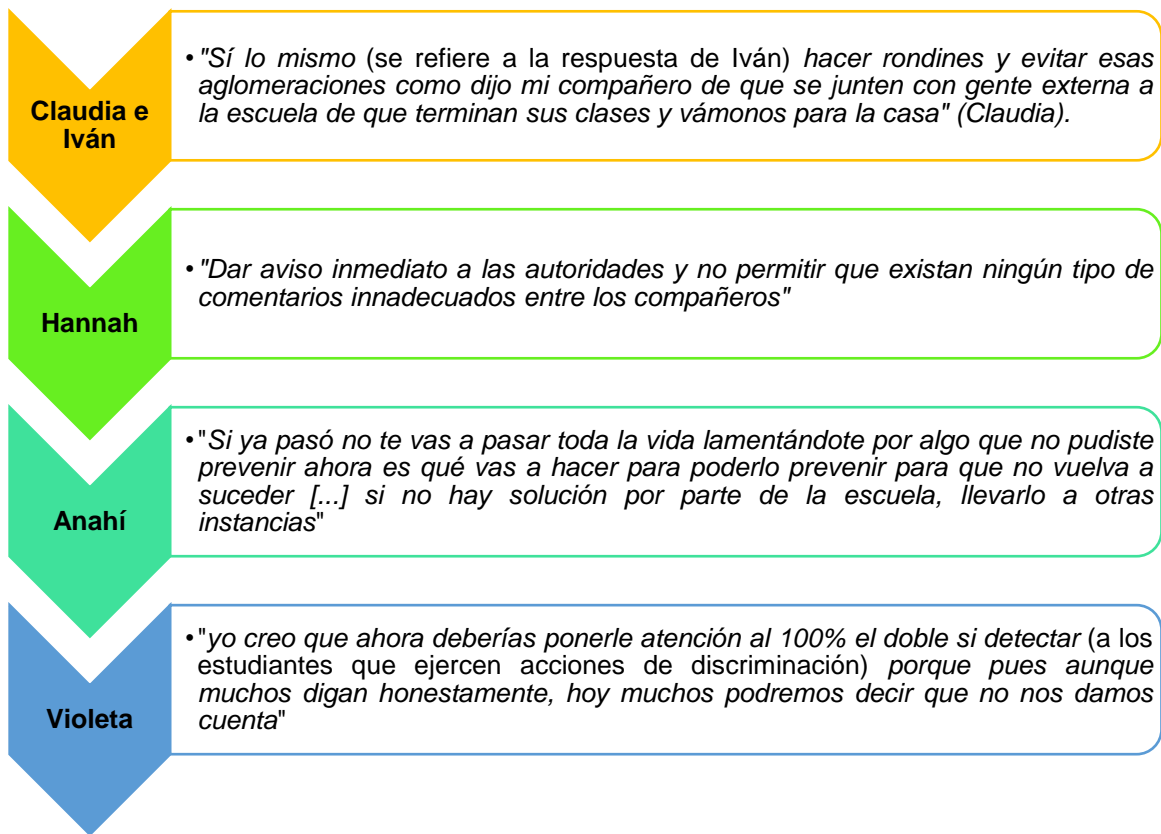 Claudia e
Iván
• "Sí lo mismo (se refiere a la respuesta de Iván) hacer rondines y evitar esas
aglomeraciones como dijo mi compañero de que se junten con gente externa a
la escuela de que terminan sus clases y vámonos para la casa" (Claudia).
Hannah
• "Dar aviso inmediato a las autoridades y no permitir que existan ningún tipo de
comentarios innadecuados entre los compañeros"
Anahí
• "Si ya pasó no te vas a pasar toda la vida lamentándote por algo que no pudiste
prevenir ahora es qué vas a hacer para poderlo prevenir para que no vuelva a
suceder [...] si no hay solución por parte de la escuela, llevarlo a otras
instancias"
Violeta
• "yo creo que ahora deberías ponerle atención al 100% el doble si detectar (a los
estudiantes que ejercen acciones de discriminación) porque pues aunque
muchos digan honestamente, hoy muchos podremos decir que no nos damos
cuenta"